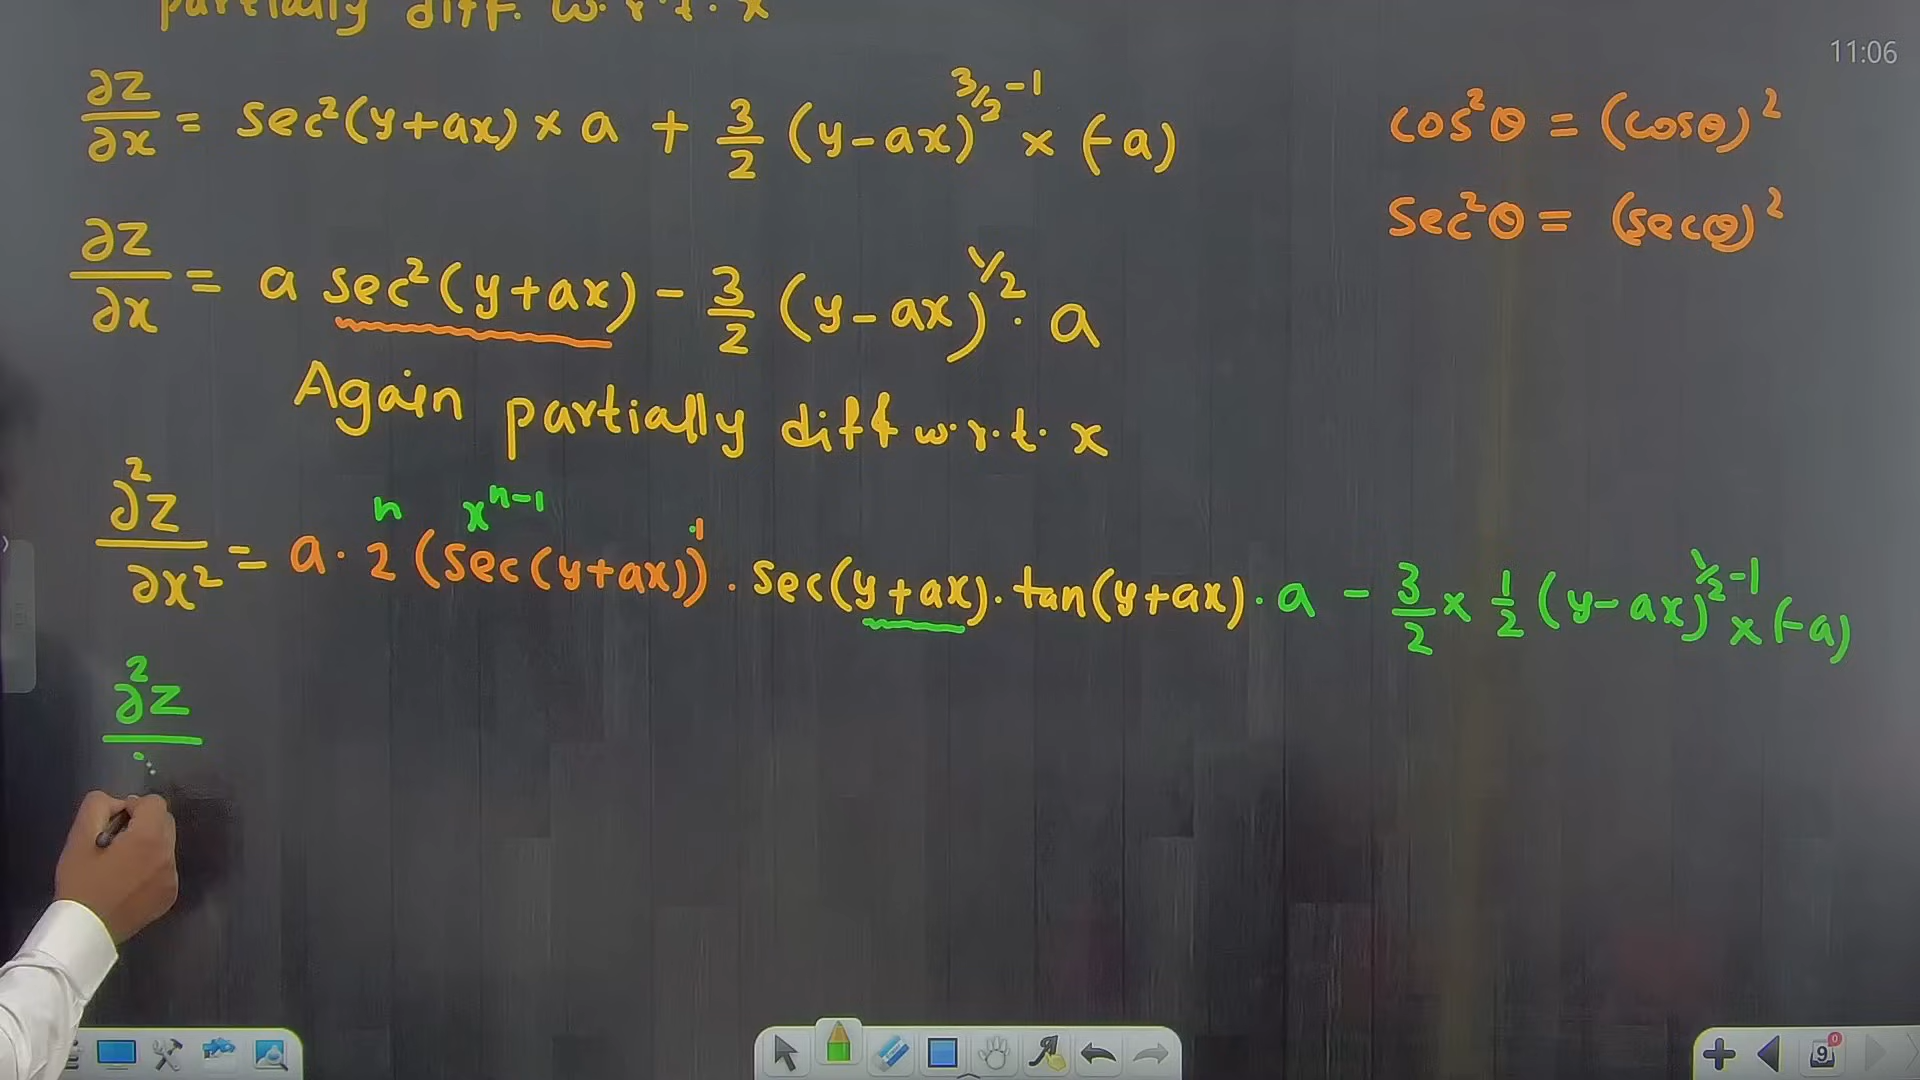 partially diff. w.r.t. x
11:06
∂z/∂x = sec²(y+ax) × a + 3/2 (y-ax)^(3/2 -1) × (-a)
cos²θ = (cosθ)²
sec²θ = (secθ)²
∂z/∂x = a sec²(y+ax) - 3/2 (y-ax)^(1/2) · a
Again partially diff w.r.t. x
n x^(n-1)
∂²z/∂x² = a · 2 (sec(y+ax))¹ · sec(y+ax) · tan(y+ax) · a - 3/2 × 1/2 (y-ax)^(1/2 -1) × (-a)
∂²z
9
0